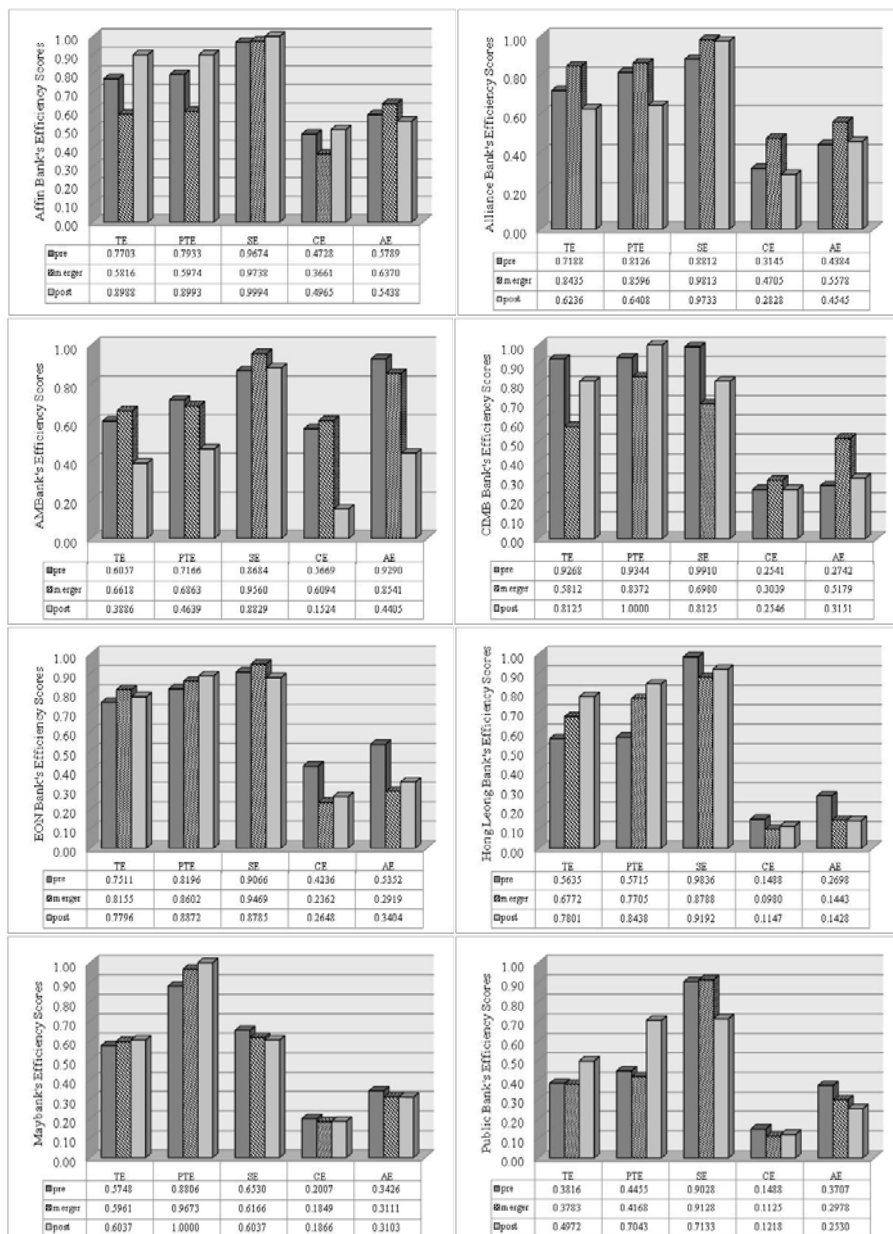 Affin Bank's Efficiency Scores
1.00
0.90
0.80
0.70
0.60
0.50
0.40
0.30
0.20
0.10
0.00
TE PTE SE CE AE
pre 0.7703 0.7933 0.9674 0.4728 0.5789
merger 0.5816 0.5974 0.9738 0.3661 0.6370
post 0.8988 0.8993 0.9994 0.4965 0.5438
Alliance Bank's Efficiency Scores
1.00
0.80
0.60
0.40
0.20
0.00
TE PTE SE CE AE
pre 0.7188 0.8126 0.8812 0.3145 0.4384
merger 0.8435 0.8596 0.9813 0.4705 0.5578
post 0.6236 0.6408 0.9733 0.2828 0.4545
AMBank's Efficiency Scores
1.00
0.80
0.60
0.40
0.20
0.00
TE PTE SE CE AE
pre 0.6057 0.7166 0.8684 0.5669 0.9290
merger 0.6618 0.6863 0.9560 0.6094 0.8541
post 0.3886 0.4639 0.8829 0.1524 0.4405
CIMB Bank's Efficiency Scores
1.00
0.90
0.80
0.70
0.60
0.50
0.40
0.30
0.20
0.10
0.00
TE PTE SE CE AE
pre 0.9268 0.9344 0.9910 0.2541 0.2742
merger 0.5812 0.8372 0.6980 0.3039 0.5179
post 0.8125 1.0000 0.8125 0.2546 0.3151
EON Bank's Efficiency Scores
1.00
0.90
0.80
0.70
0.60
0.50
0.40
0.30
0.20
0.10
0.00
TE PTE SE CE AE
pre 0.7511 0.8196 0.9066 0.4236 0.5352
merger 0.8155 0.8602 0.9469 0.2362 0.2919
post 0.7796 0.8872 0.8785 0.2648 0.3404
Hong Leong Bank's Efficiency Scores
1.00
0.90
0.80
0.70
0.60
0.50
0.40
0.30
0.20
0.10
0.00
TE PTE SE CE AE
pre 0.5635 0.5715 0.9836 0.1488 0.2698
merger 0.6772 0.7705 0.8788 0.0980 0.1443
post 0.7801 0.8438 0.9192 0.1147 0.1428
Maybank's Efficiency Scores
1.00
0.90
0.80
0.70
0.60
0.50
0.40
0.30
0.20
0.10
0.00
TE PTE SE CE AE
pre 0.5748 0.8806 0.6530 0.2007 0.3426
merger 0.5961 0.9673 0.6166 0.1849 0.3111
post 0.6037 1.0000 0.6037 0.1866 0.3103
Public Bank's Efficiency Scores
1.00
0.90
0.80
0.70
0.60
0.50
0.40
0.30
0.20
0.10
0.00
TE PTE SE CE AE
pre 0.3816 0.4455 0.9028 0.1488 0.3707
merger 0.3783 0.4168 0.9128 0.1125 0.2978
post 0.4972 0.7043 0.7133 0.1218 0.2530